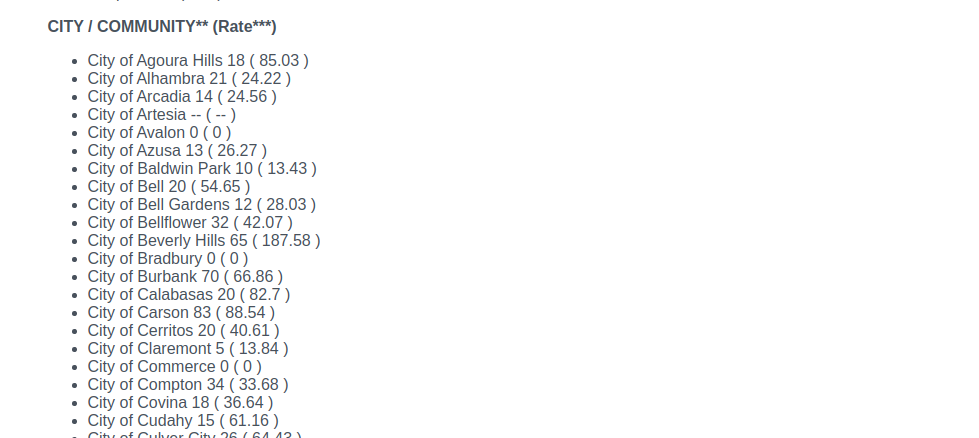 CITY / COMMUNITY** (Rate***)
• City of Agoura Hills 18 ( 85.03 )
• City of Alhambra 21 ( 24.22 )
• City of Arcadia 14 ( 24.56 )
• City of Artesia -- ( -- )
• City of Avalon 0 ( 0 )
• City of Azusa 13 ( 26.27 )
• City of Baldwin Park 10 ( 13.43 )
• City of Bell 20 ( 54.65 )
• City of Bell Gardens 12 ( 28.03 )
• City of Bellflower 32 ( 42.07 )
• City of Beverly Hills 65 ( 187.58 )
• City of Bradbury 0 ( 0 )
• City of Burbank 70 ( 66.86 )
• City of Calabasas 20 ( 82.7 )
• City of Carson 83 ( 88.54 )
• City of Cerritos 20 ( 40.61 )
• City of Claremont 5 ( 13.84 )
• City of Commerce 0 ( 0 )
• City of Compton 34 ( 33.68 )
• City of Covina 18 ( 36.64 )
• City of Cudahy 15 ( 61.16 )
• City of Culver City 26 ( 64.43 )